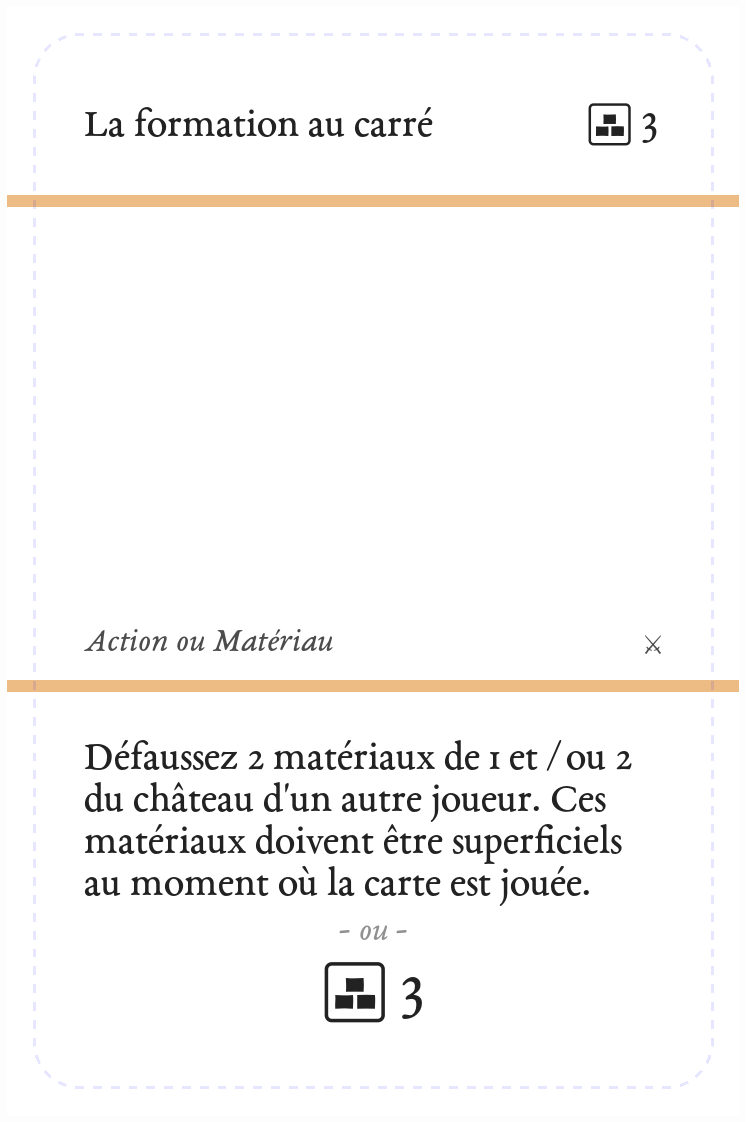 La formation au carré 3
Action ou Matériau
Défaussez 2 matériaux de 1 et / ou 2
du château d'un autre joueur. Ces
matériaux doivent être superficiels
au moment où la carte est jouée.
- ou -
3